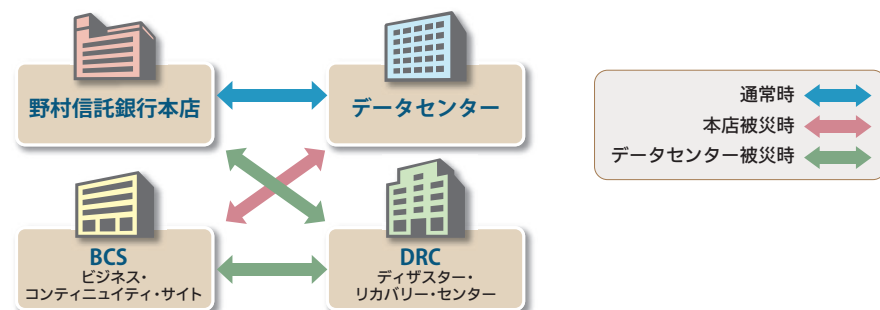 野村信託銀行本店
データセンター
通常時
本店被災時
データセンター被災時
BCS
ビジネス・
コンティニュイティ・サイト
DRC
ディザスター・
リカバリー・センター